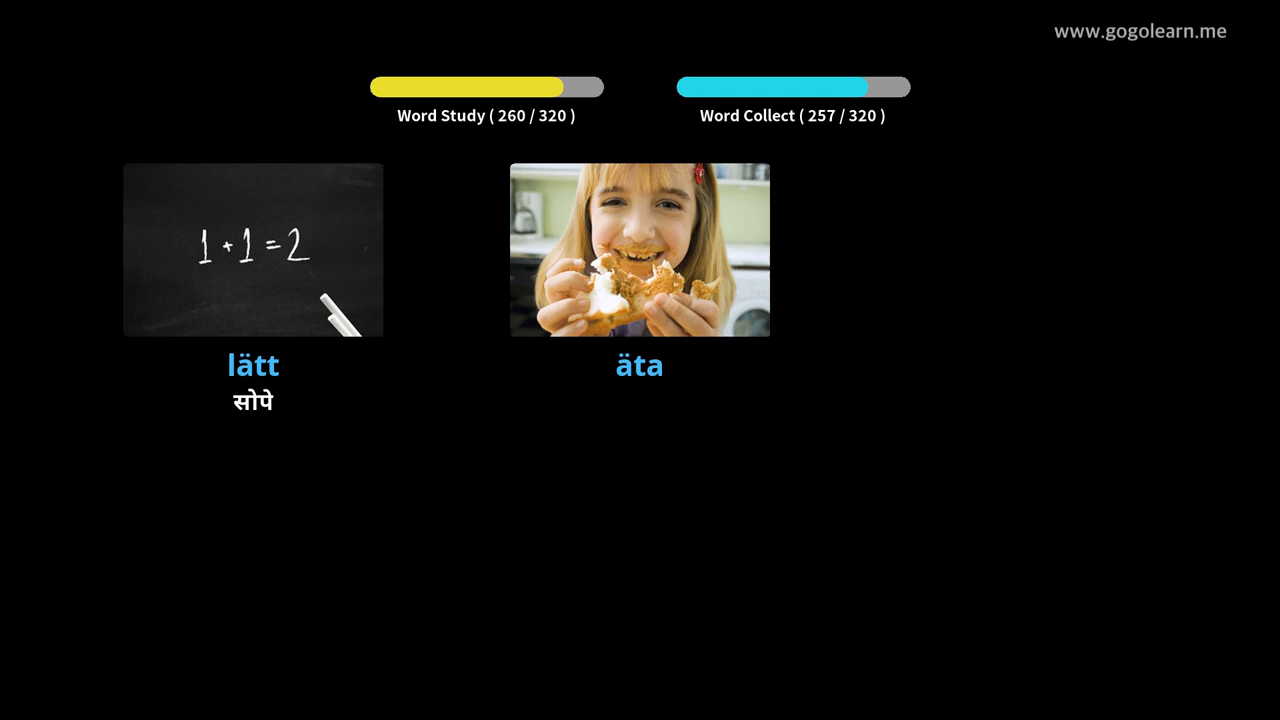 www.gogolearn.me
Word Study ( 260 / 320 )
Word Collect ( 257 / 320 )
1 + 1 = 2
lätt
सोपे
äta